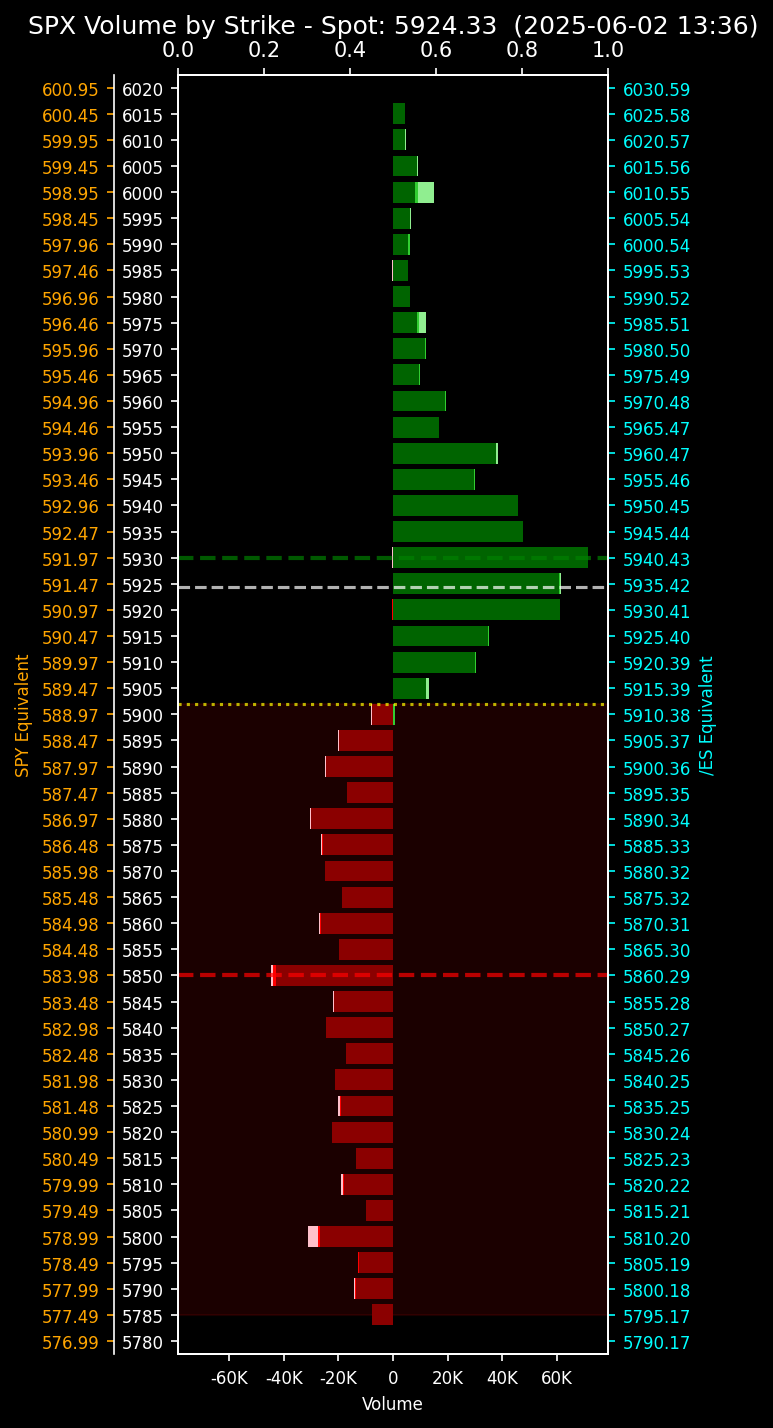 SPX Volume by Strike - Spot: 5924.33 (2025-06-02 13:36)
0.0 0.2 0.4 0.6 0.8 1.0
600.95 6020 6030.59
600.45 6015 6025.58
599.95 6010 6020.57
599.45 6005 6015.56
598.95 6000 6010.55
598.45 5995 6005.54
597.96 5990 6000.54
597.46 5985 5995.53
596.96 5980 5990.52
596.46 5975 5985.51
595.96 5970 5980.50
595.46 5965 5975.49
594.96 5960 5970.48
594.46 5955 5965.47
593.96 5950 5960.47
593.46 5945 5955.46
592.96 5940 5950.45
592.47 5935 5945.44
591.97 5930 5940.43
591.47 5925 5935.42
590.97 5920 5930.41
590.47 5915 5925.40
589.97 5910 5920.39
589.47 5905 5915.39
588.97 5900 5910.38
588.47 5895 5905.37
587.97 5890 5900.36
587.47 5885 5895.35
586.97 5880 5890.34
586.48 5875 5885.33
585.98 5870 5880.32
585.48 5865 5875.32
584.98 5860 5870.31
584.48 5855 5865.30
583.98 5850 5860.29
583.48 5845 5855.28
582.98 5840 5850.27
582.48 5835 5845.26
581.98 5830 5840.25
581.48 5825 5835.25
580.99 5820 5830.24
580.49 5815 5825.23
579.99 5810 5820.22
579.49 5805 5815.21
578.99 5800 5810.20
578.49 5795 5805.19
577.99 5790 5800.18
577.49 5785 5795.17
576.99 5780 5790.17
SPY Equivalent
/ES Equivalent
-60K -40K -20K 0 20K 40K 60K
Volume